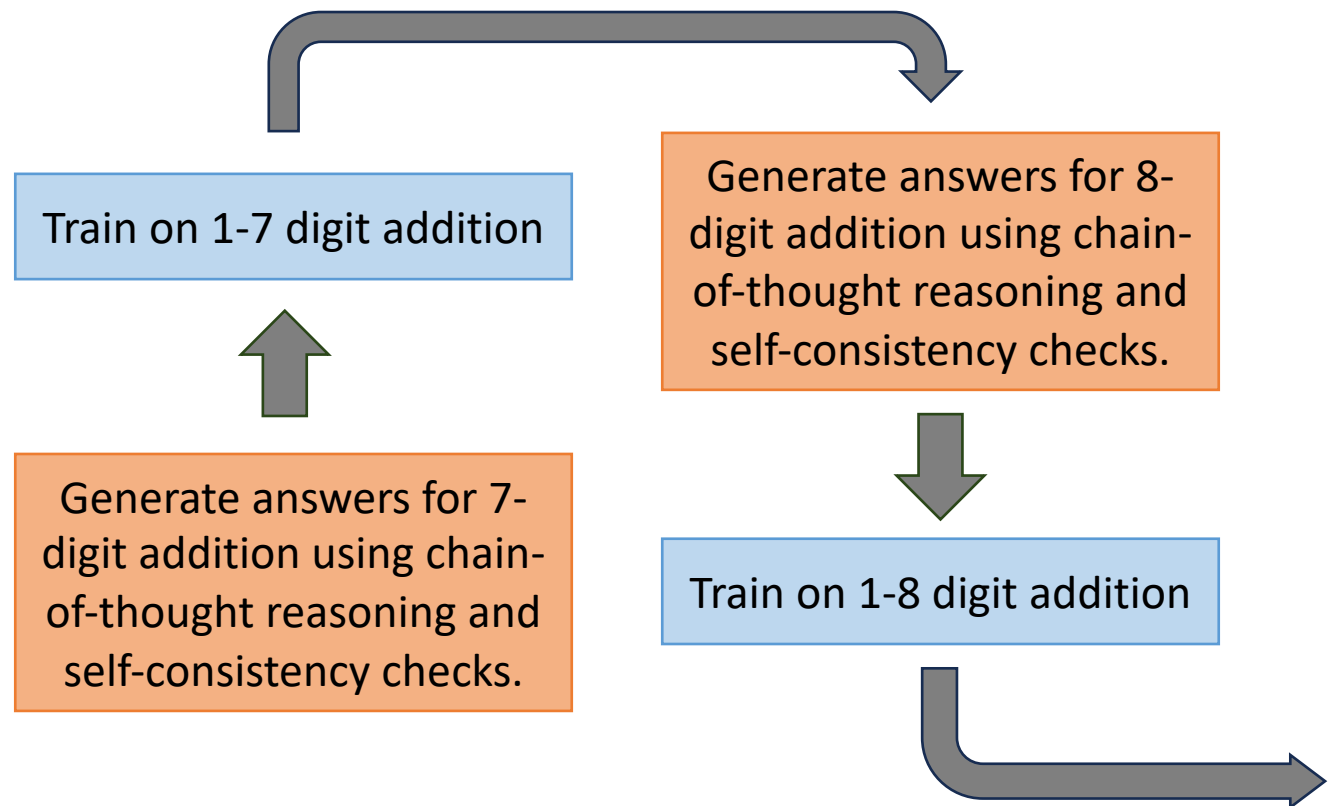 Train on 1-7 digit addition
Generate answers for 7-
digit addition using chain-
of-thought reasoning and
self-consistency checks.
Generate answers for 8-
digit addition using chain-
of-thought reasoning and
self-consistency checks.
Train on 1-8 digit addition